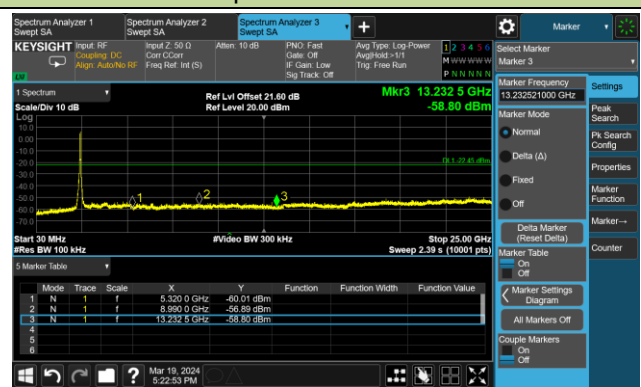 Spectrum Analyzer 1
Swept SA
Spectrum Analyzer 2
Swept SA
Spectrum Analyzer 3
Swept SA
Marker
KEYSIGHT
Input: RF
Coupling: DC
Align: Auto/No RF
Input Z: 50 Ω
Corr CCorr
Freq Ref: Int (S)
Atten: 10 dB
PNO: Fast
Gate: Off
IF Gain: Low
Sig Track: Off
Avg Type: Log-Power
Avg|Hold:>1/1
Trig: Free Run
1 2 3 4 5 6
M W W W W W
P N N N N N
LXI
1 Spectrum
Scale/Div 10 dB
Log
Ref Lvl Offset 21.60 dB
Ref Level 20.00 dBm
Mkr3 13.232 5 GHz
-58.80 dBm
10.0
0.00
-10.0
-20.0
-30.0
-40.0
-50.0
-60.0
-70.0
DL1 -22.45 dBm
1
2
3
Start 30 MHz
#Res BW 100 kHz
#Video BW 300 kHz
Stop 25.00 GHz
Sweep 2.39 s (10001 pts)
5 Marker Table
Mode Trace Scale X Y Function Function Width Function Value
1 N 1 f 5.320 0 GHz -60.01 dBm
2 N 1 f 8.990 0 GHz -56.89 dBm
3 N 1 f 13.232 5 GHz -58.80 dBm
4
5
6
Mar 19, 2024
5:22:53 PM
Select Marker
Marker 3
Marker Frequency
13.232521000 GHz
Marker Mode
Normal
Delta (Δ)
Fixed
Off
Delta Marker
(Reset Delta)
Marker Table
On
Off
Marker Settings
Diagram
All Markers Off
Couple Markers
On
Off
Settings
Peak
Search
Pk Search
Config
Properties
Marker
Function
Marker→
Counter